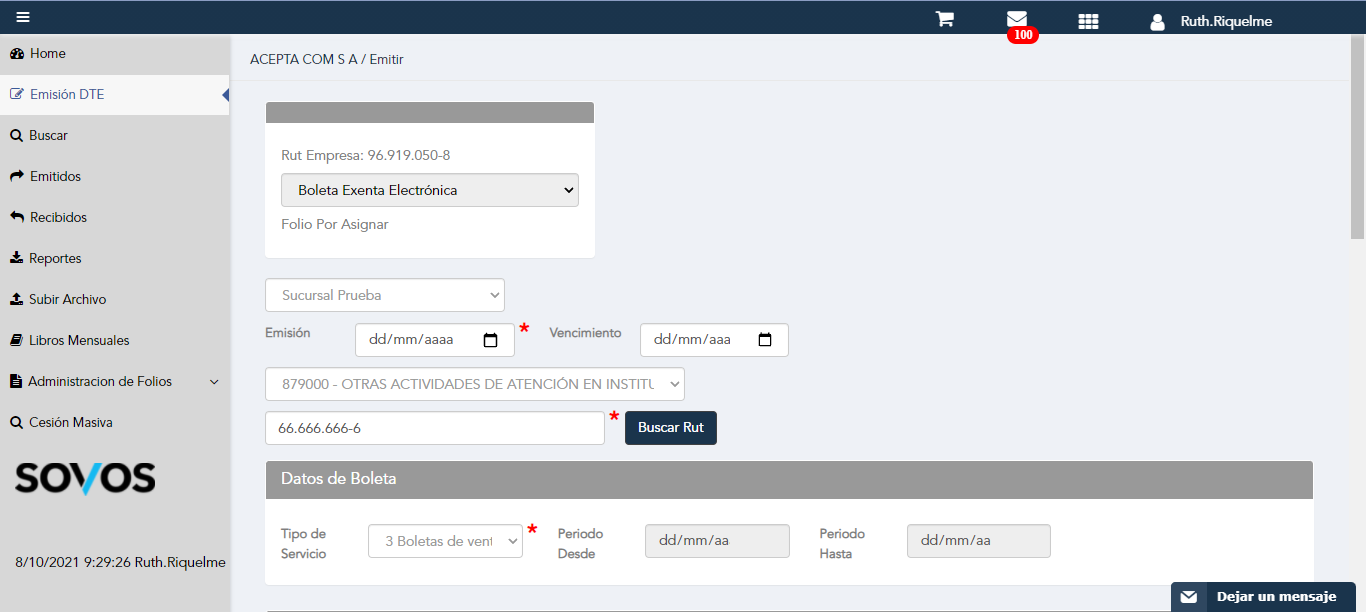 100
Ruth.Riquelme
Home
Emisión DTE
Buscar
Emitidos
Recibidos
Reportes
Subir Archivo
Libros Mensuales
Administracion de Folios
Cesión Masiva
SOVOS
8/10/2021 9:29:26 Ruth.Riquelme
ACEPTA COM S A / Emitir
Rut Empresa: 96.919.050-8
Boleta Exenta Electrónica
Folio Por Asignar
Sucursal Prueba
Emisión dd/mm/aaaa * Vencimiento dd/mm/aaa
879000 - OTRAS ACTIVIDADES DE ATENCIÓN EN INSTITU
66.666.666-6 * Buscar Rut
Datos de Boleta
Tipo de Servicio 3 Boletas de vent * Periodo Desde dd/mm/aa Periodo Hasta dd/mm/aa
Dejar un mensaje